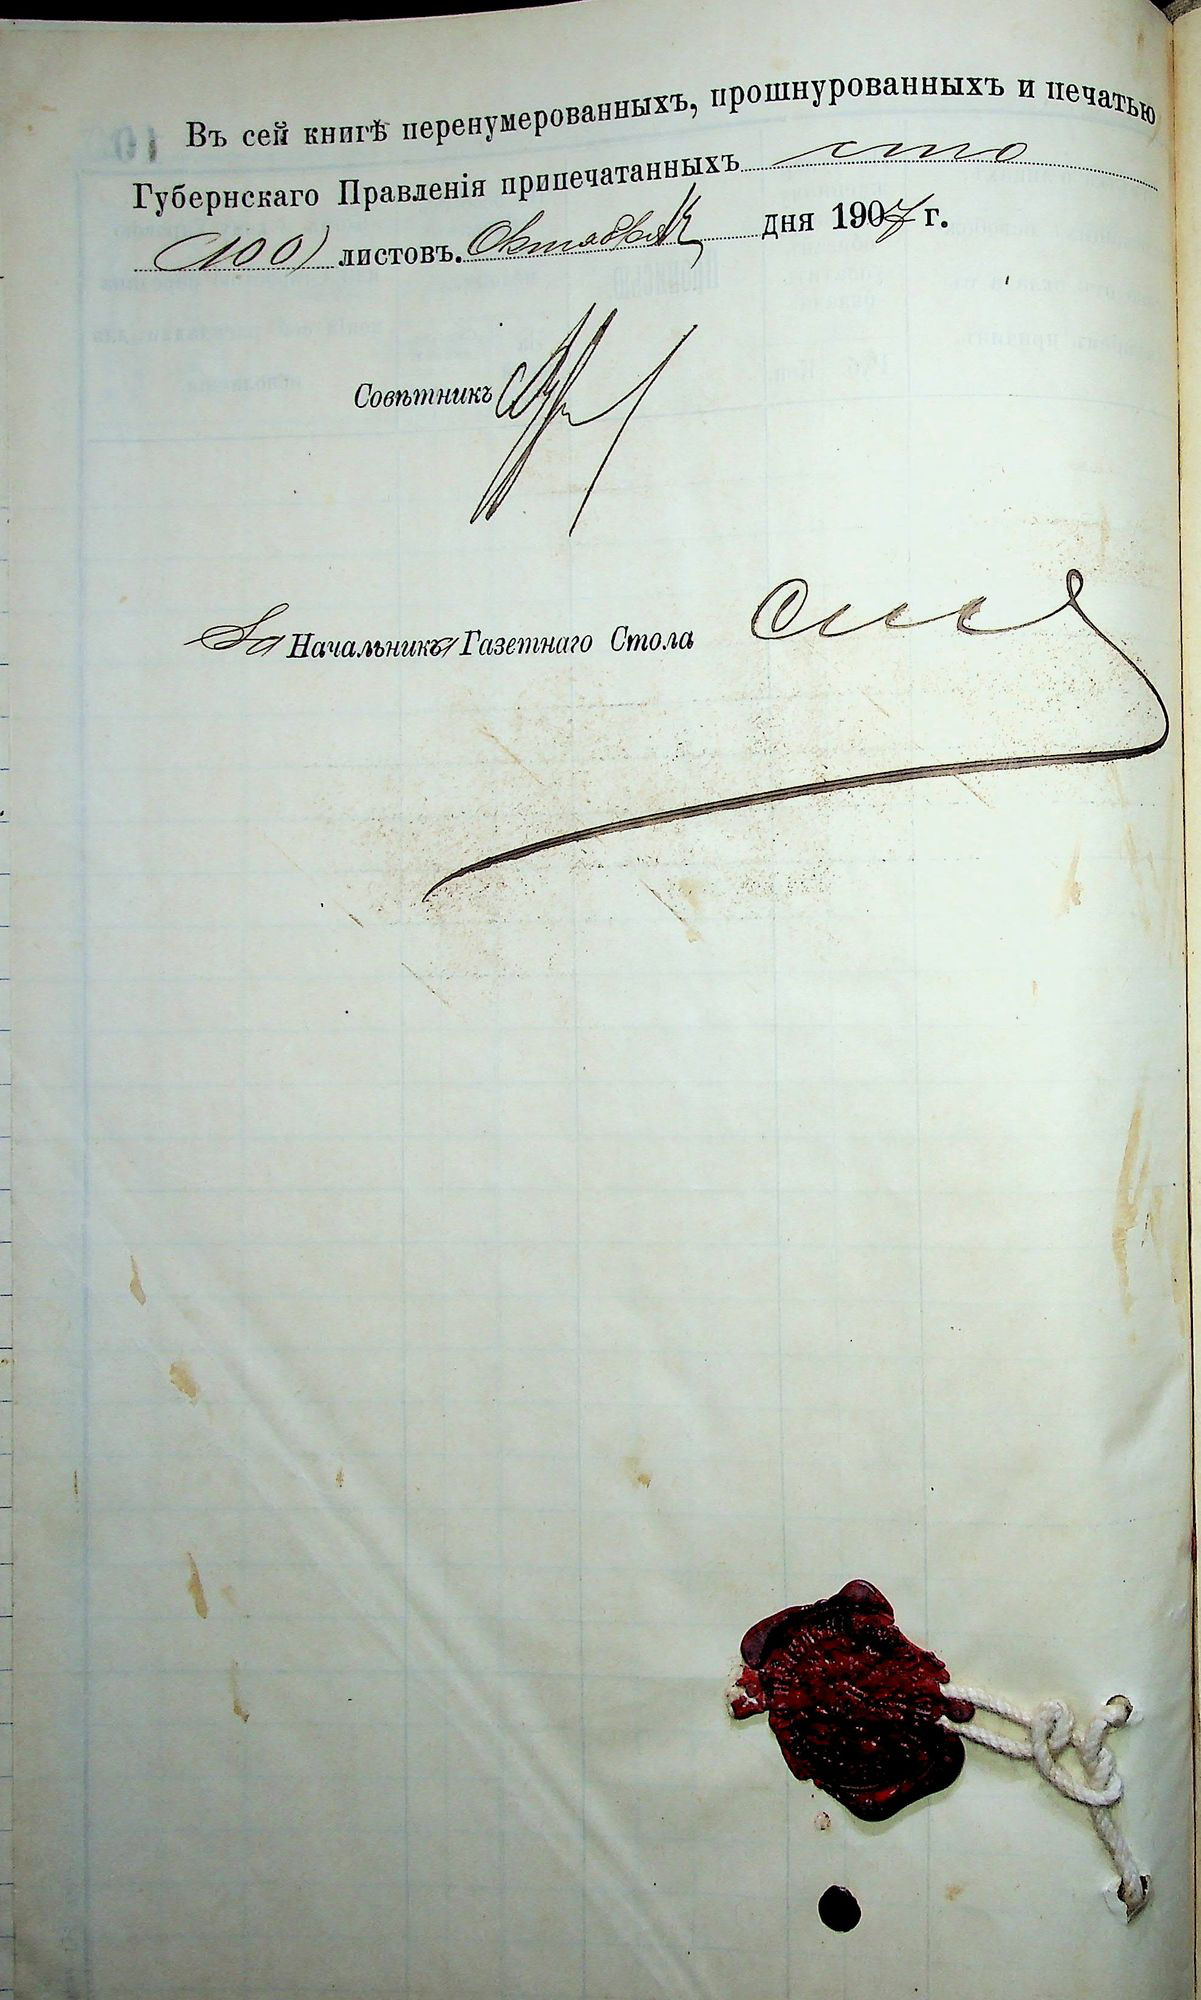 Въ сей книгѣ перенумерованныхъ, прошнурованныхъ и печатью
Губернскаго Правленія припечатанныхъ сто
(100) листовъ. Октября дня 1907 г.
Совѣтникъ
За Начальника Газетнаго Стола